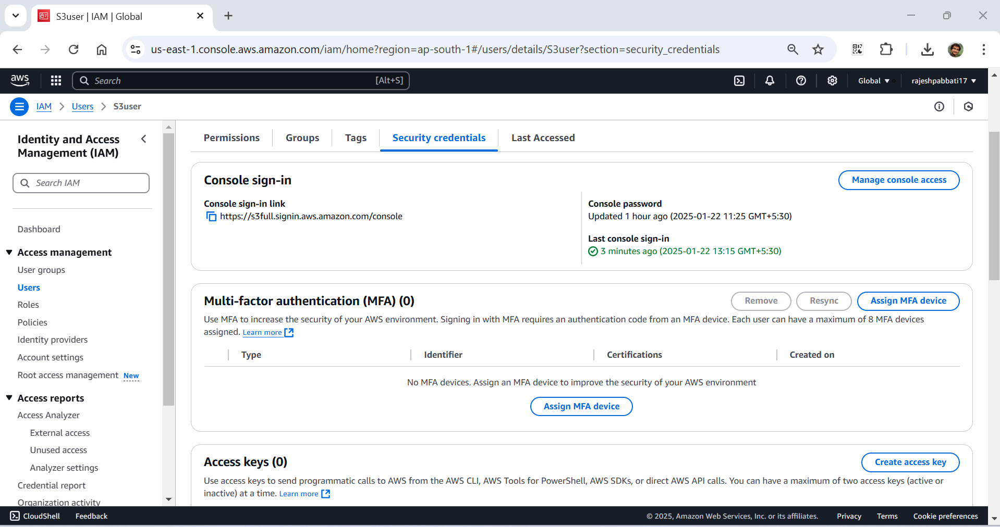 S3user | IAM | Global
us-east-1.console.aws.amazon.com/iam/home?region=ap-south-1#/users/details/S3user?section=security_credentials
aws
Search
[Alt+S]
Global
rajeshpabbati17
IAM
Users
S3user
Identity and Access
Management (IAM)
Search IAM
Dashboard
Access management
User groups
Users
Roles
Policies
Identity providers
Account settings
Root access management New
Access reports
Access Analyzer
External access
Unused access
Analyzer settings
Credential report
Organization activity
Permissions
Groups
Tags
Security credentials
Last Accessed
Console sign-in
Manage console access
Console sign-in link
https://s3full.signin.aws.amazon.com/console
Console password
Updated 1 hour ago (2025-01-22 11:25 GMT+5:30)
Last console sign-in
3 minutes ago (2025-01-22 13:15 GMT+5:30)
Multi-factor authentication (MFA) (0)
Remove
Resync
Assign MFA device
Use MFA to increase the security of your AWS environment. Signing in with MFA requires an authentication code from an MFA device. Each user can have a maximum of 8 MFA devices
assigned. Learn more
Type
Identifier
Certifications
Created on
No MFA devices. Assign an MFA device to improve the security of your AWS environment
Assign MFA device
Access keys (0)
Create access key
Use access keys to send programmatic calls to AWS from the AWS CLI, AWS Tools for PowerShell, AWS SDKs, or direct AWS API calls. You can have a maximum of two access keys (active or
inactive) at a time. Learn more
CloudShell
Feedback
© 2025, Amazon Web Services, Inc. or its affiliates.
Privacy
Terms
Cookie preferences